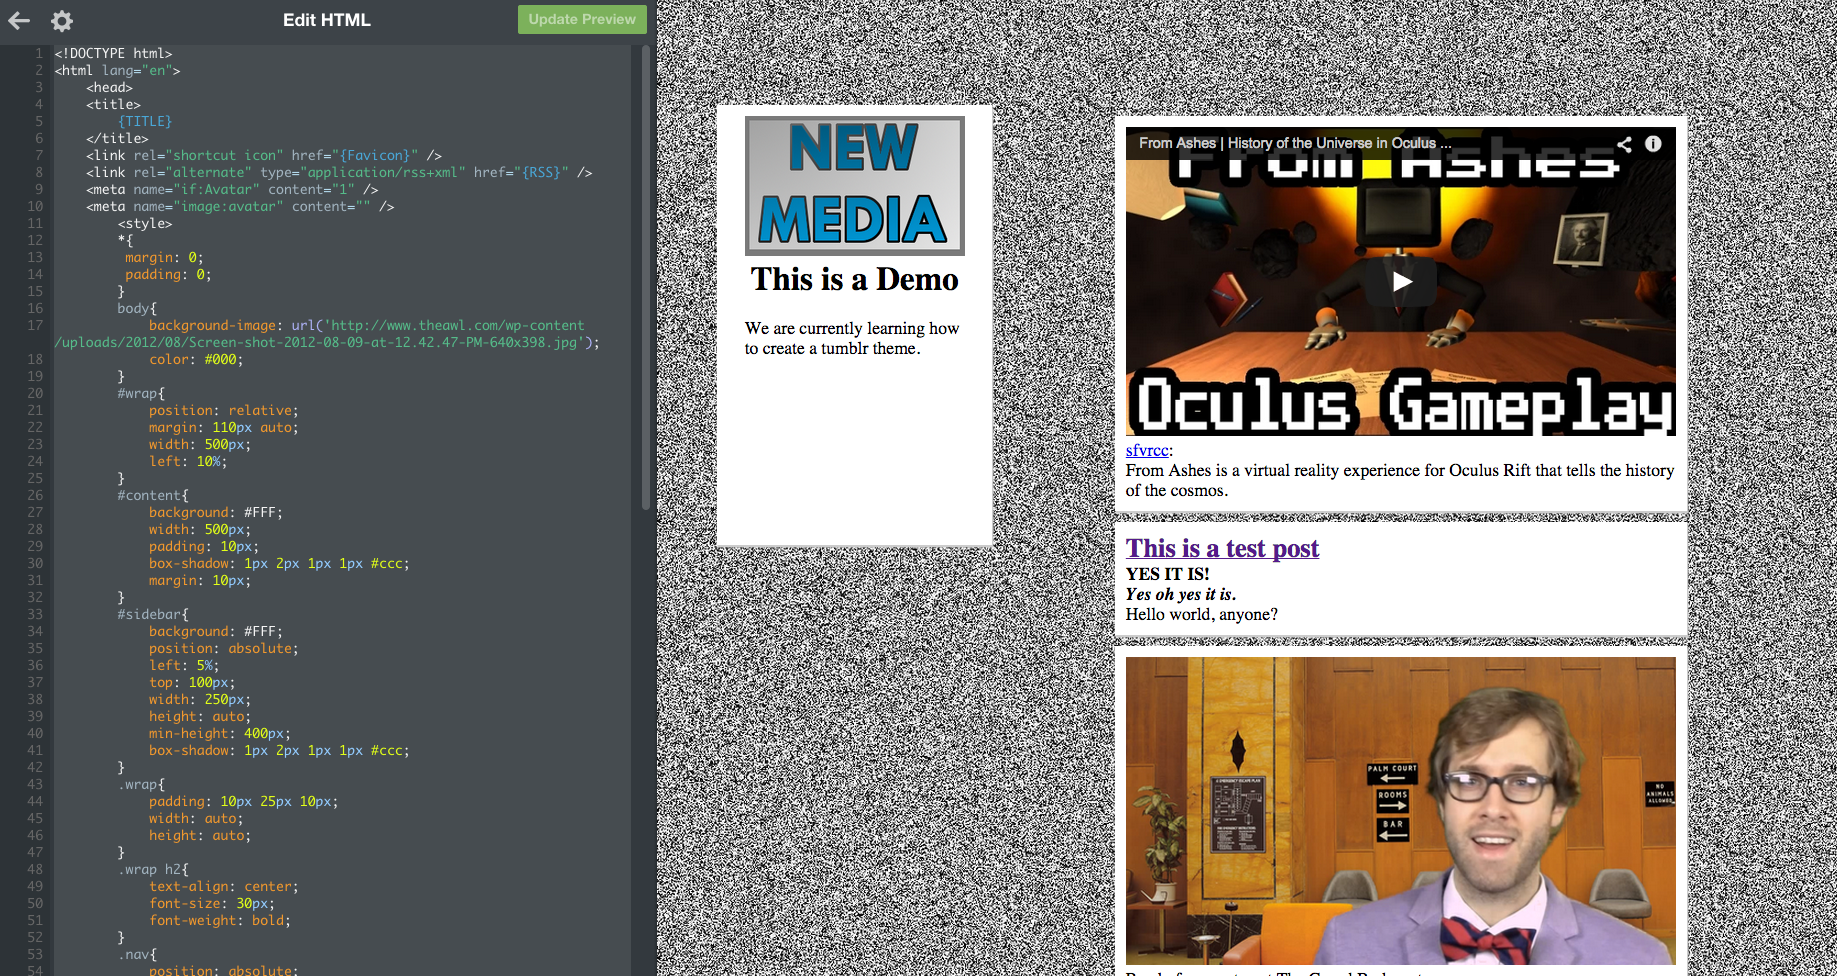 Edit HTML
Update Preview
1 <!DOCTYPE html>
2 <html lang="en">
3 <head>
4 <title>
5 {TITLE}
6 </title>
7 <link rel="shortcut icon" href="{Favicon}" />
8 <link rel="alternate" type="application/rss+xml" href="{RSS}" />
9 <meta name="if:Avatar" content="1" />
10 <meta name="image:avatar" content="" />
11 <style>
12 *{
13 margin: 0;
14 padding: 0;
15 }
16 body{
17 background-image: url('http://www.theawl.com/wp-content
/uploads/2012/08/Screen-shot-2012-08-09-at-12.42.47-PM-640x398.jpg');
18 color: #000;
19 }
20 #wrap{
21 position: relative;
22 margin: 110px auto;
23 width: 500px;
24 left: 10%;
25 }
26 #content{
27 background: #FFF;
28 width: 500px;
29 padding: 10px;
30 box-shadow: 1px 2px 1px 1px #ccc;
31 margin: 10px;
32 }
33 #sidebar{
34 background: #FFF;
35 position: absolute;
36 left: 5%;
37 top: 100px;
38 width: 250px;
39 height: auto;
40 min-height: 400px;
41 box-shadow: 1px 2px 1px 1px #ccc;
42 }
43 .wrap{
44 padding: 10px 25px 10px;
45 width: auto;
46 height: auto;
47 }
48 .wrap h2{
49 text-align: center;
50 font-size: 30px;
51 font-weight: bold;
52 }
53 .nav{
54 position: absolute;
NEW
MEDIA
This is a Demo
We are currently learning how
to create a tumblr theme.
From Ashes | History of the Universe in Oculus ...
From Ashes
Oculus Gameplay
sfvrcc:
From Ashes is a virtual reality experience for Oculus Rift that tells the history
of the cosmos.
This is a test post
YES IT IS!
Yes oh yes it is.
Hello world, anyone?
PALM COURT
ROOMS
BAR
NO
ANIMALS
ALLOWED